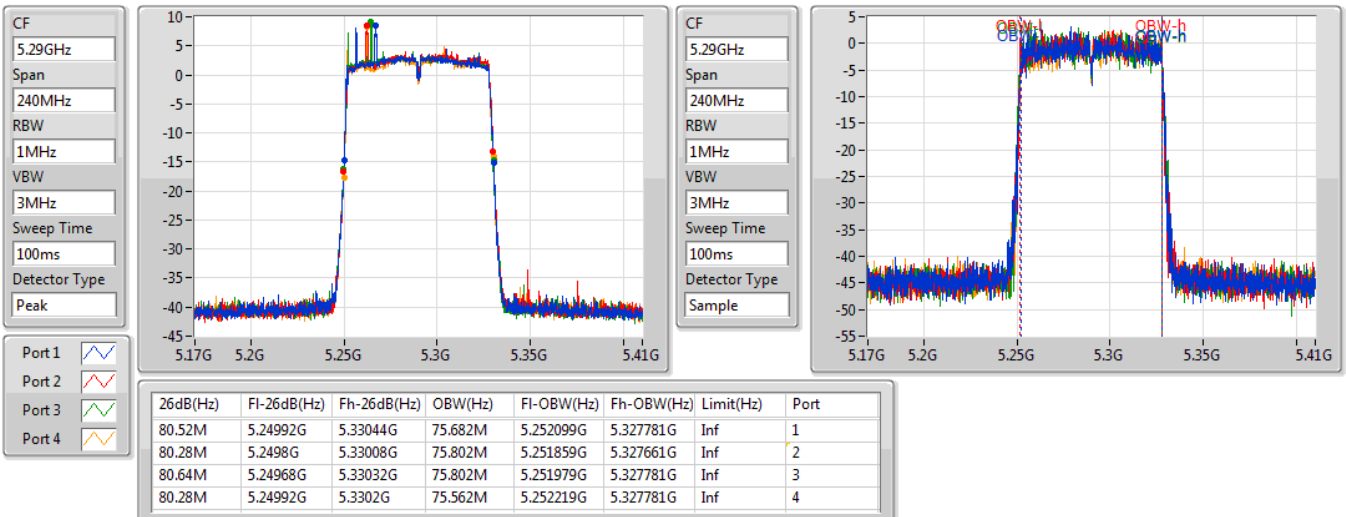 CF
5.29GHz
Span
240MHz
RBW
1MHz
VBW
3MHz
Sweep Time
100ms
Detector Type
Peak
10
5
0
-5
-10
-15
-20
-25
-30
-35
-40
-45
5.17G 5.2G 5.25G 5.3G 5.35G 5.41G
CF
5.29GHz
Span
240MHz
RBW
1MHz
VBW
3MHz
Sweep Time
100ms
Detector Type
Sample
5
0
-5
-10
-15
-20
-25
-30
-35
-40
-45
-50
-55
OBW-h
OBW-h
5.17G 5.2G 5.25G 5.3G 5.35G 5.41G
Port 1
Port 2
Port 3
Port 4
26dB(Hz) Fl-26dB(Hz) Fh-26dB(Hz) OBW(Hz) Fl-OBW(Hz) Fh-OBW(Hz) Limit(Hz) Port
80.52M 5.24992G 5.33044G 75.682M 5.252099G 5.327781G Inf 1
80.28M 5.2498G 5.33008G 75.802M 5.251859G 5.327661G Inf 2
80.64M 5.24968G 5.33032G 75.802M 5.251979G 5.327781G Inf 3
80.28M 5.24992G 5.3302G 75.562M 5.252219G 5.327781G Inf 4